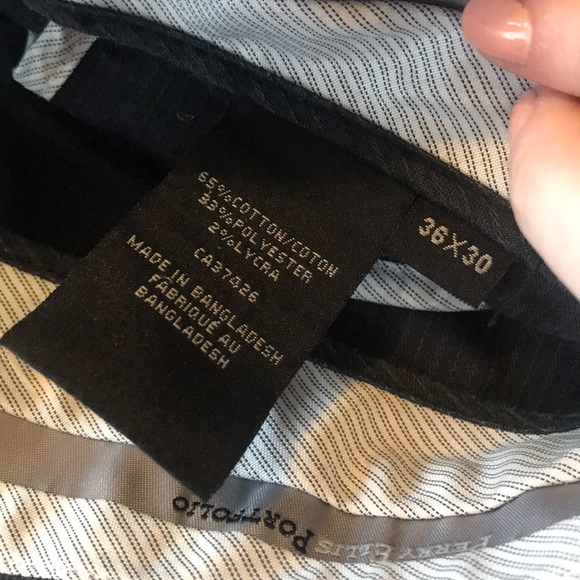 65%COTTON/COTON
33%POLYESTER
2%LYCRA
CA37426
MADE IN BANGLADESH
FABRIQUÉ AU
BANGLADESH
36X30
PERRY ELLIS PORTFOLIO